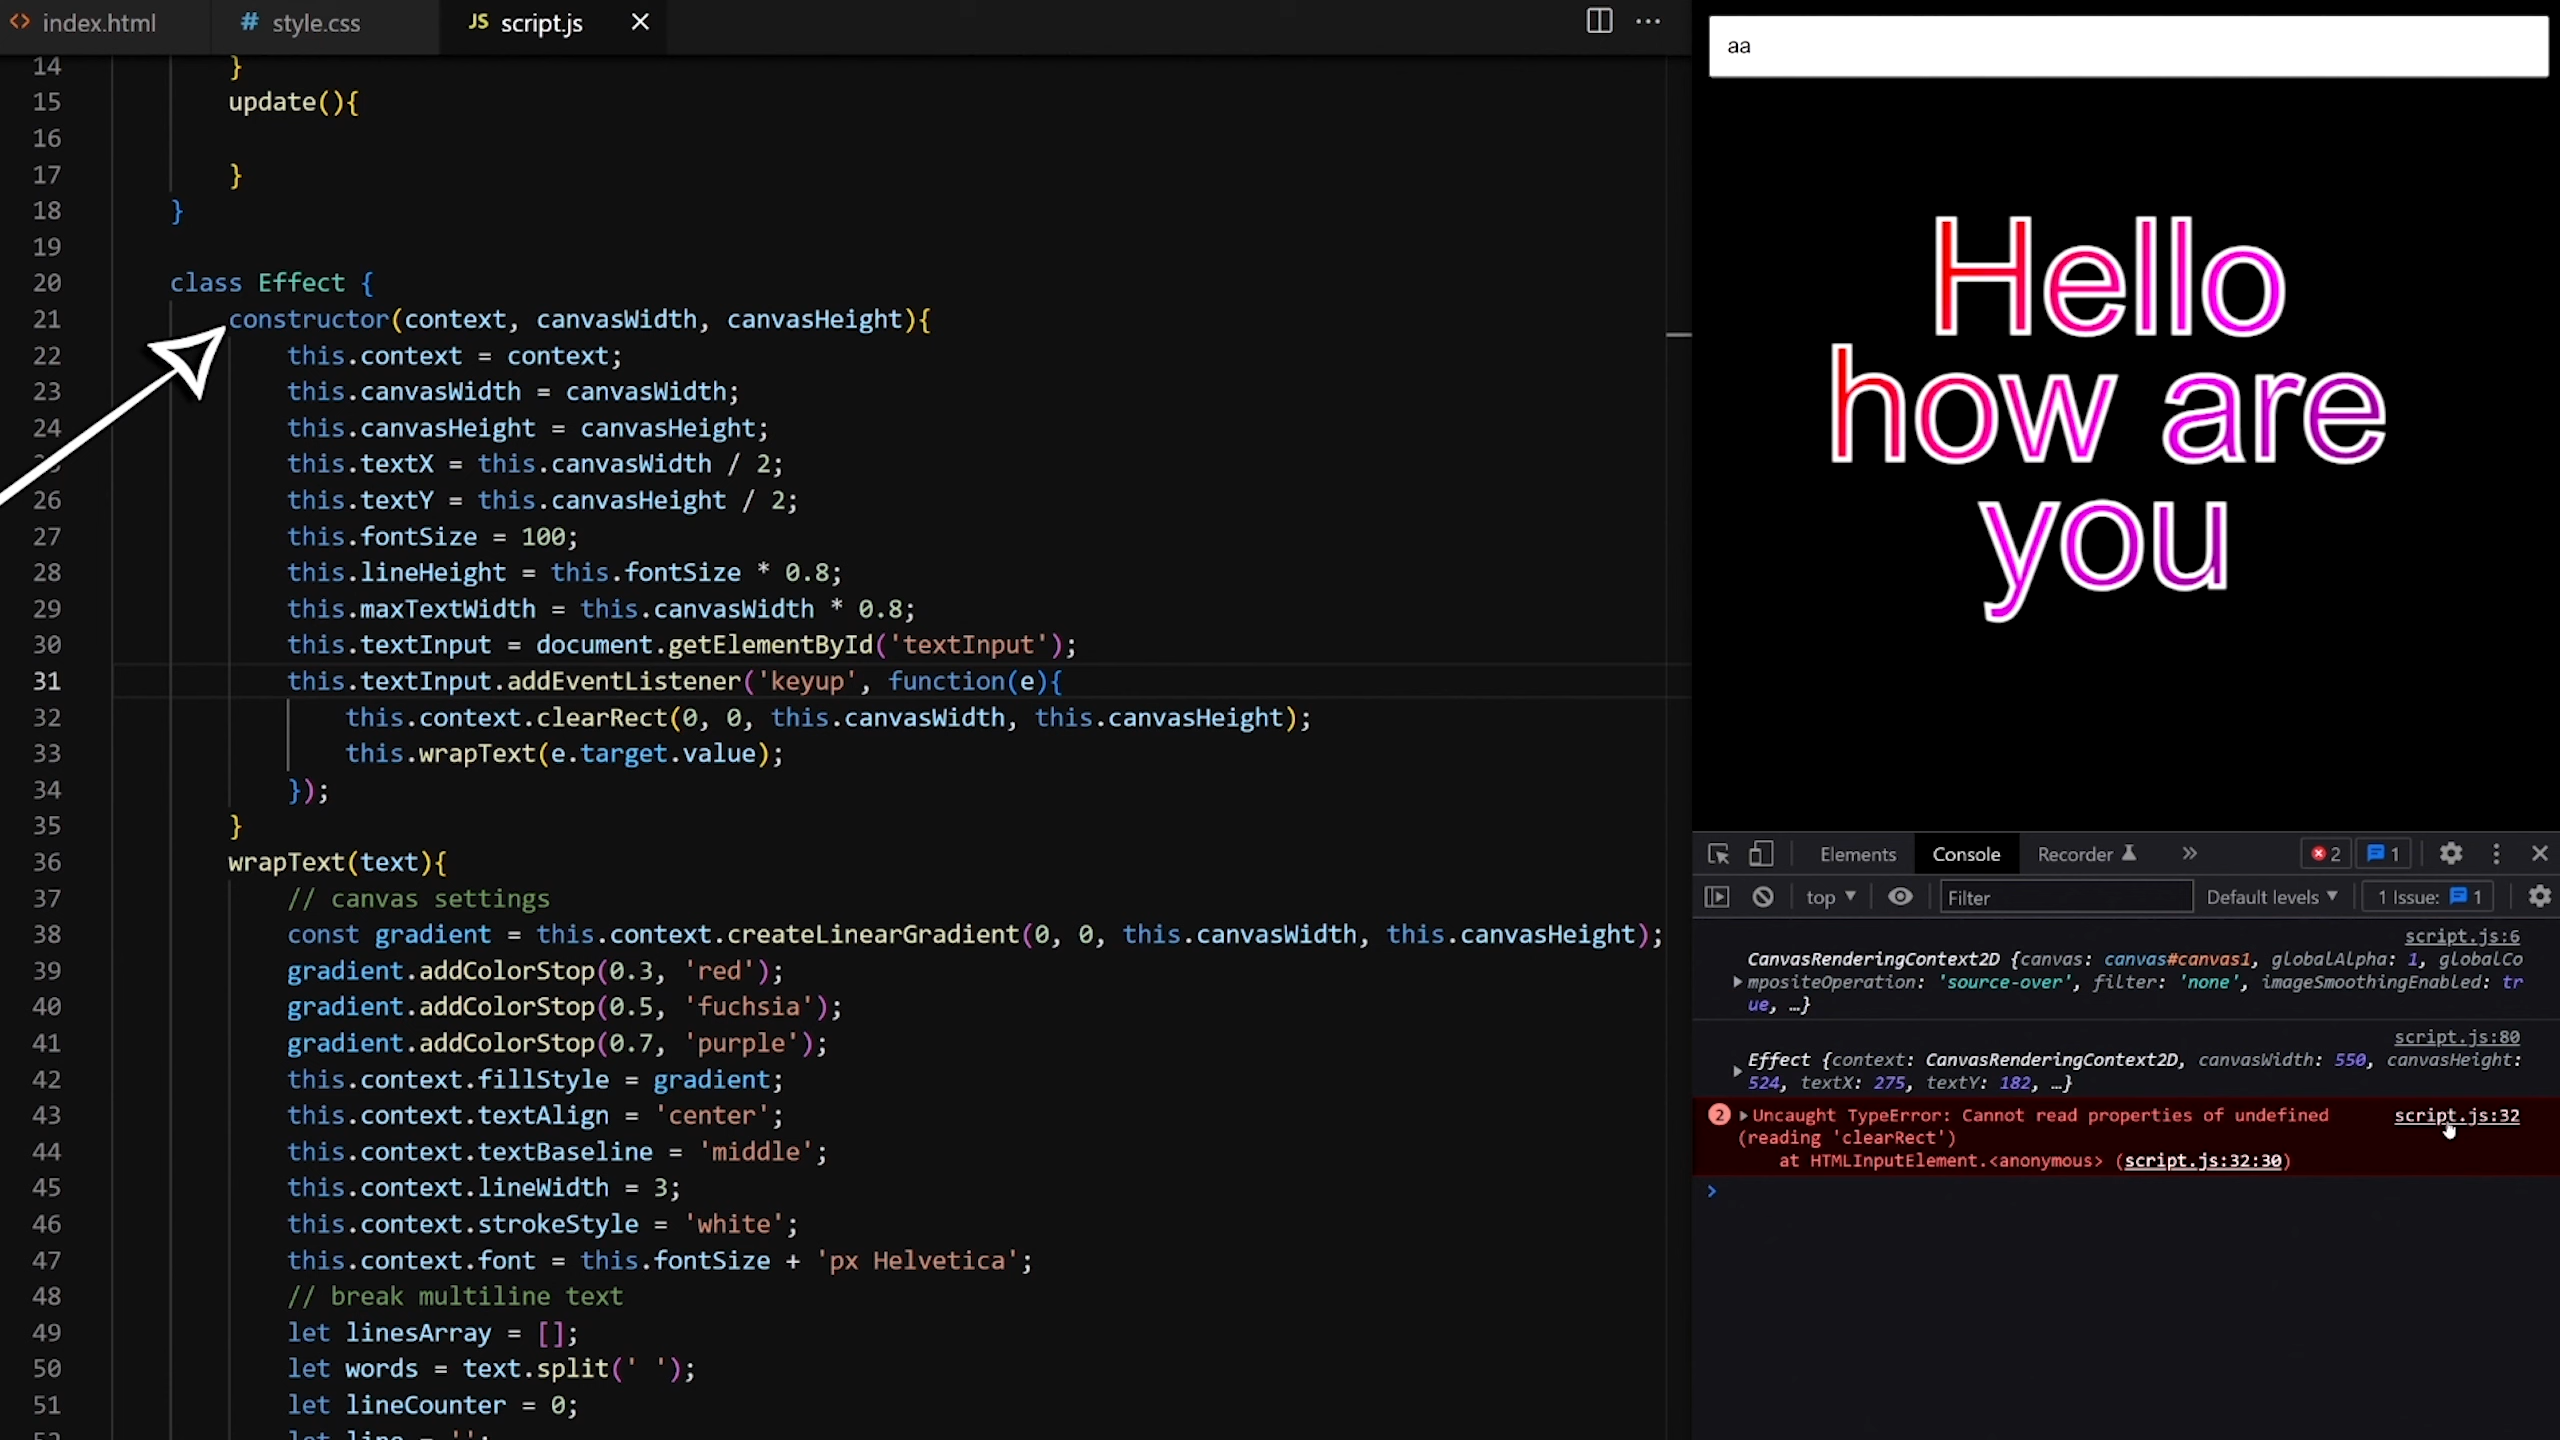 index.html
# style.css
JS script.js
14 }
15 update(){
16
17 }
18 }
19
20 class Effect {
21 constructor(context, canvasWidth, canvasHeight){
22 this.context = context;
23 this.canvasWidth = canvasWidth;
24 this.canvasHeight = canvasHeight;
this.textX = this.canvasWidth / 2;
26 this.textY = this.canvasHeight / 2;
27 this.fontSize = 100;
28 this.lineHeight = this.fontSize * 0.8;
29 this.maxTextWidth = this.canvasWidth * 0.8;
30 this.textInput = document.getElementById('textInput');
31 this.textInput.addEventListener('keyup', function(e){
32 this.context.clearRect(0, 0, this.canvasWidth, this.canvasHeight);
33 this.wrapText(e.target.value);
34 });
35 }
36 wrapText(text){
37 // canvas settings
38 const gradient = this.context.createLinearGradient(0, 0, this.canvasWidth, this.canvasHeight);
39 gradient.addColorStop(0.3, 'red');
40 gradient.addColorStop(0.5, 'fuchsia');
41 gradient.addColorStop(0.7, 'purple');
42 this.context.fillStyle = gradient;
43 this.context.textAlign = 'center';
44 this.context.textBaseline = 'middle';
45 this.context.lineWidth = 3;
46 this.context.strokeStyle = 'white';
47 this.context.font = this.fontSize + 'px Helvetica';
48 // break multiline text
49 let linesArray = [];
50 let words = text.split(' ');
51 let lineCounter = 0;
aa
Hello
how are
you
Elements Console Recorder 2 1
top Filter Default levels 1 Issue: 1
script.js:6
CanvasRenderingContext2D {canvas: canvas#canvas1, globalAlpha: 1, globalCo
mpositeOperation: 'source-over', filter: 'none', imageSmoothingEnabled: tr
ue, …}
script.js:80
Effect {context: CanvasRenderingContext2D, canvasWidth: 550, canvasHeight:
524, textX: 275, textY: 182, …}
2 Uncaught TypeError: Cannot read properties of undefined script.js:32
(reading 'clearRect')
at HTMLInputElement.<anonymous> (script.js:32:30)